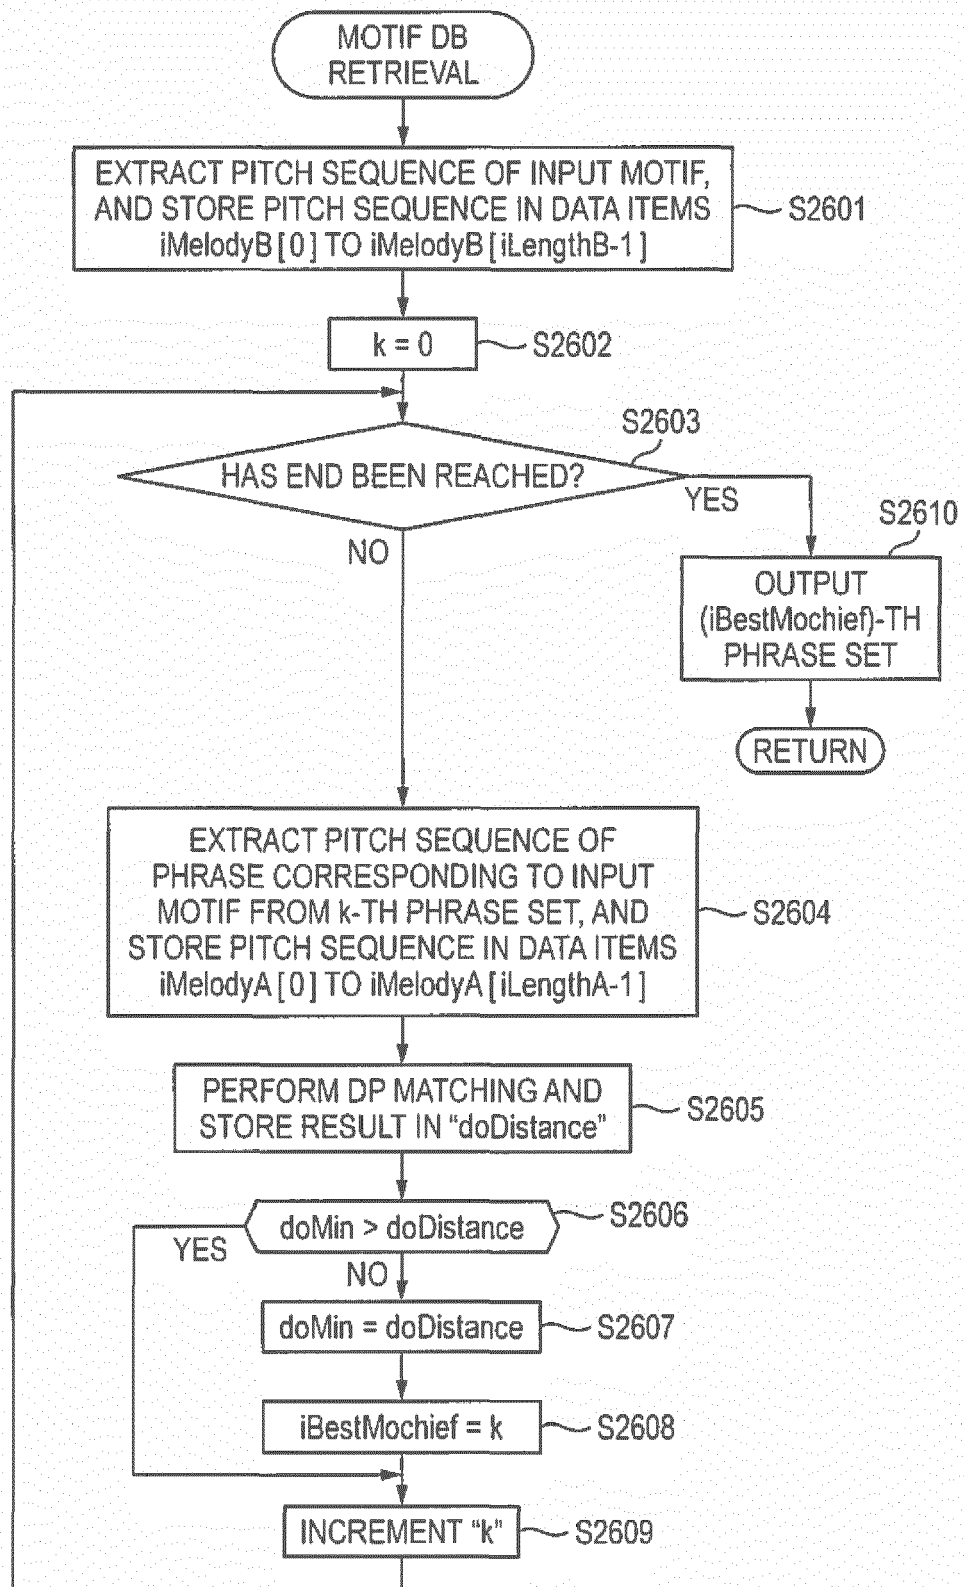 MOTIF DB
RETRIEVAL
EXTRACT PITCH SEQUENCE OF INPUT MOTIF,
AND STORE PITCH SEQUENCE IN DATA ITEMS
iMelodyB [ 0 ] TO iMelodyB [ iLengthB-1 ]
S2601
k = 0
S2602
S2603
HAS END BEEN REACHED?
YES
NO
S2610
OUTPUT
(iBestMochief)-TH
PHRASE SET
RETURN
EXTRACT PITCH SEQUENCE OF
PHRASE CORRESPONDING TO INPUT
MOTIF FROM k-TH PHRASE SET, AND
STORE PITCH SEQUENCE IN DATA ITEMS
iMelodyA [ 0 ] TO iMelodyA [ iLengthA-1 ]
S2604
PERFORM DP MATCHING AND
STORE RESULT IN “doDistance”
S2605
doMin > doDistance
S2606
YES
NO
doMin = doDistance
S2607
iBestMochief = k
S2608
INCREMENT “k”
S2609